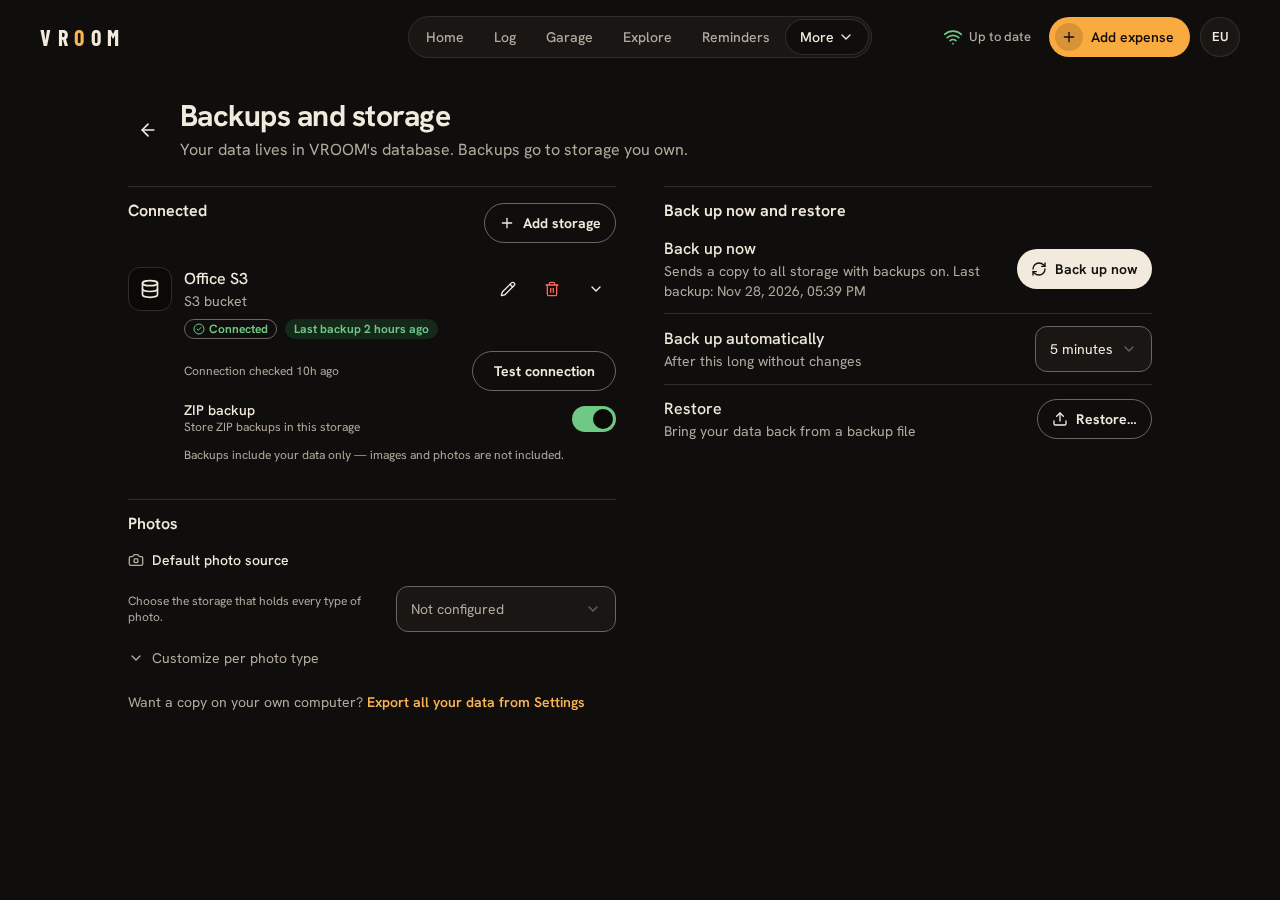 VROOM
Home
Log
Garage
Explore
Reminders
More
Up to date
Add expense
EU
Backups and storage
Your data lives in VROOM's database. Backups go to storage you own.
Connected
Add storage
Office S3
S3 bucket
Connected
Last backup 2 hours ago
Connection checked 10h ago
Test connection
ZIP backup
Store ZIP backups in this storage
Backups include your data only — images and photos are not included.
Photos
Default photo source
Choose the storage that holds every type of
photo.
Not configured
Customize per photo type
Want a copy on your own computer? Export all your data from Settings
Back up now and restore
Back up now
Sends a copy to all storage with backups on. Last
backup: Nov 28, 2026, 05:39 PM
Back up now
Back up automatically
After this long without changes
5 minutes
Restore
Bring your data back from a backup file
Restore...